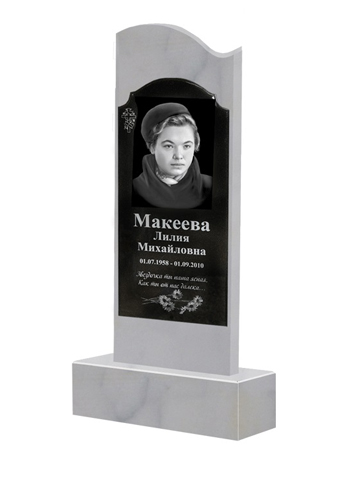 Макеева
Лилия
Михайловна
01.07.1958 - 01.09.2010
Звёздочка ты наша ясная.
Как ты от нас далека...